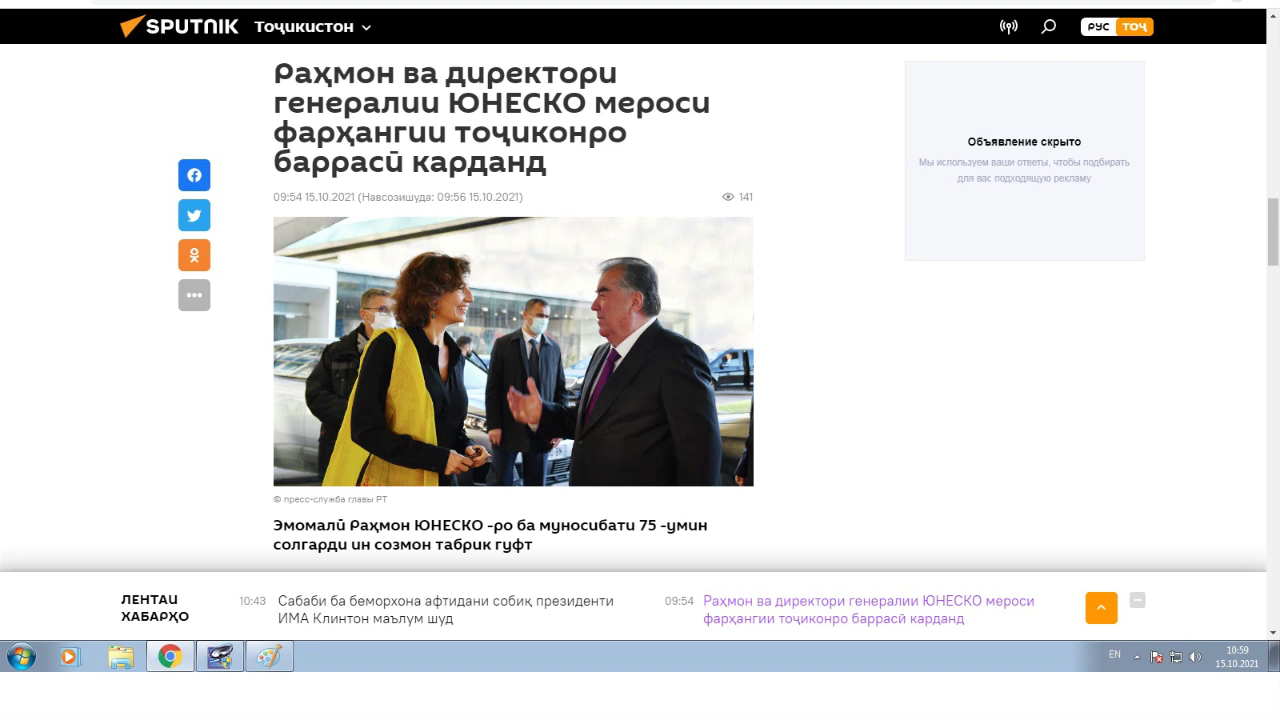 SPUTNIK
Тоҷикистон
РУС ТОҶ
Раҳмон ва директори
генералии ЮНЕСКО мероси
фарҳангии тоҷиконро
баррасӣ карданд
09:54 15.10.2021 (Навсозишуда: 09:56 15.10.2021)
141
Объявление скрыто
Мы используем ваши ответы, чтобы подбирать
для вас подходящую рекламу
© пресс-служба главы РТ
Эмомалӣ Раҳмон ЮНЕСКО -ро ба муносибати 75 -умин
солгарди ин созмон табрик гуфт
ЛЕНТАИ
ХАБАРҲО
10:43 Сабаби ба беморхона афтидани собиқ президенти
ИМА Клинтон маълум шуд
09:54 Раҳмон ва директори генералии ЮНЕСКО мероси
фарҳангии тоҷиконро баррасӣ карданд
EN
10:59
15.10.2021